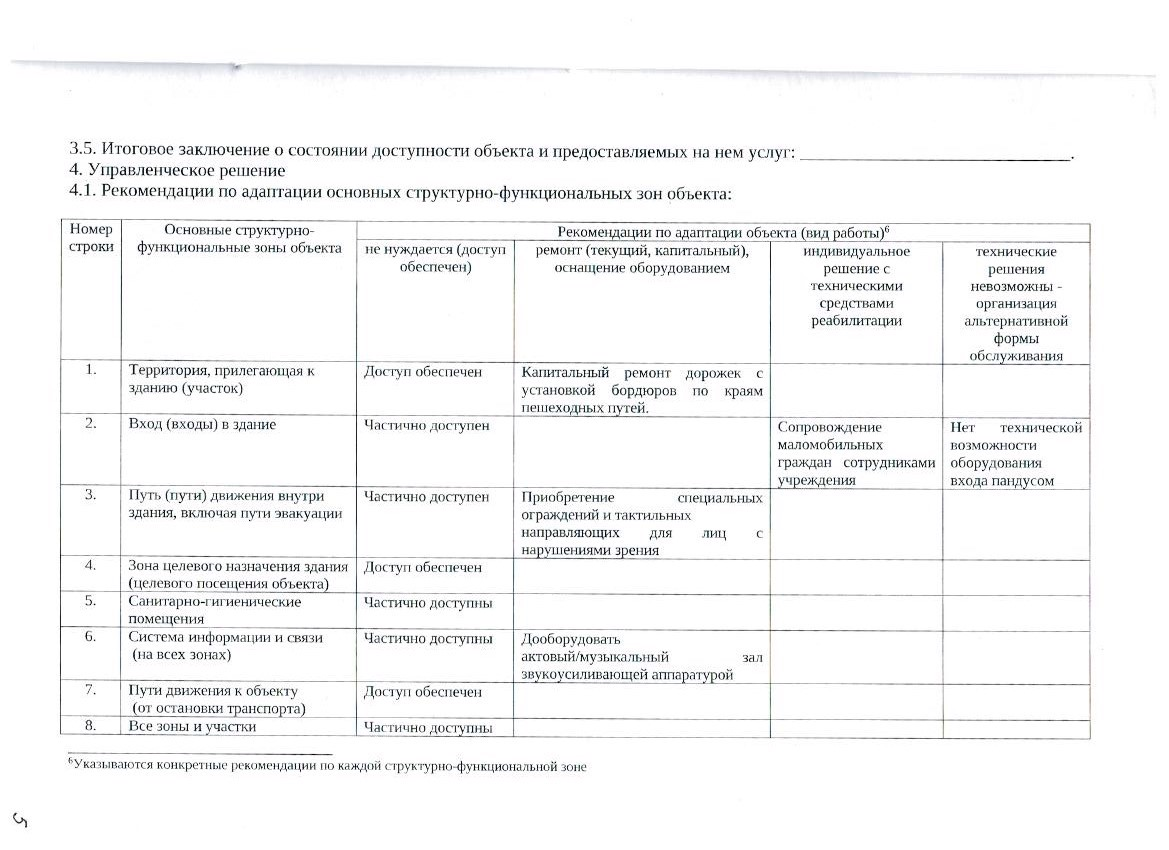 3.5. Итоговое заключение о состоянии доступности объекта и предоставляемых на нем услуг: ______________________________.
4. Управленческое решение
4.1. Рекомендации по адаптации основных структурно-функциональных зон объекта:
Номер строки
Основные структурно-
функциональные зоны объекта
Рекомендации по адаптации объекта (вид работы)6
не нуждается (доступ
обеспечен)
ремонт (текущий, капитальный),
оснащение оборудованием
индивидуальное
решение с
техническими
средствами
реабилитации
технические
решения
невозможны -
организация
альтернативной
формы
обслуживания
1.
Территория, прилегающая к
зданию (участок)
Доступ обеспечен
Капитальный ремонт дорожек с
установкой бордюров по краям
пешеходных путей.
2.
Вход (входы) в здание
Частично доступен
Сопровождение
маломобильных
граждан сотрудниками
учреждения
Нет технической
возможности
оборудования
входа пандусом
3.
Путь (пути) движения внутри
здания, включая пути эвакуации
Частично доступен
Приобретение специальных
ограждений и тактильных
направляющих для лиц с
нарушениями зрения
4.
Зона целевого назначения здания
(целевого посещения объекта)
Доступ обеспечен
5.
Санитарно-гигиенические
помещения
Частично доступны
6.
Система информации и связи
(на всех зонах)
Частично доступны
Дооборудовать
актовый/музыкальный зал
звукоусиливающей аппаратурой
7.
Пути движения к объекту
(от остановки транспорта)
Доступ обеспечен
8.
Все зоны и участки
Частично доступны
6Указываются конкретные рекомендации по каждой структурно-функциональной зоне
5